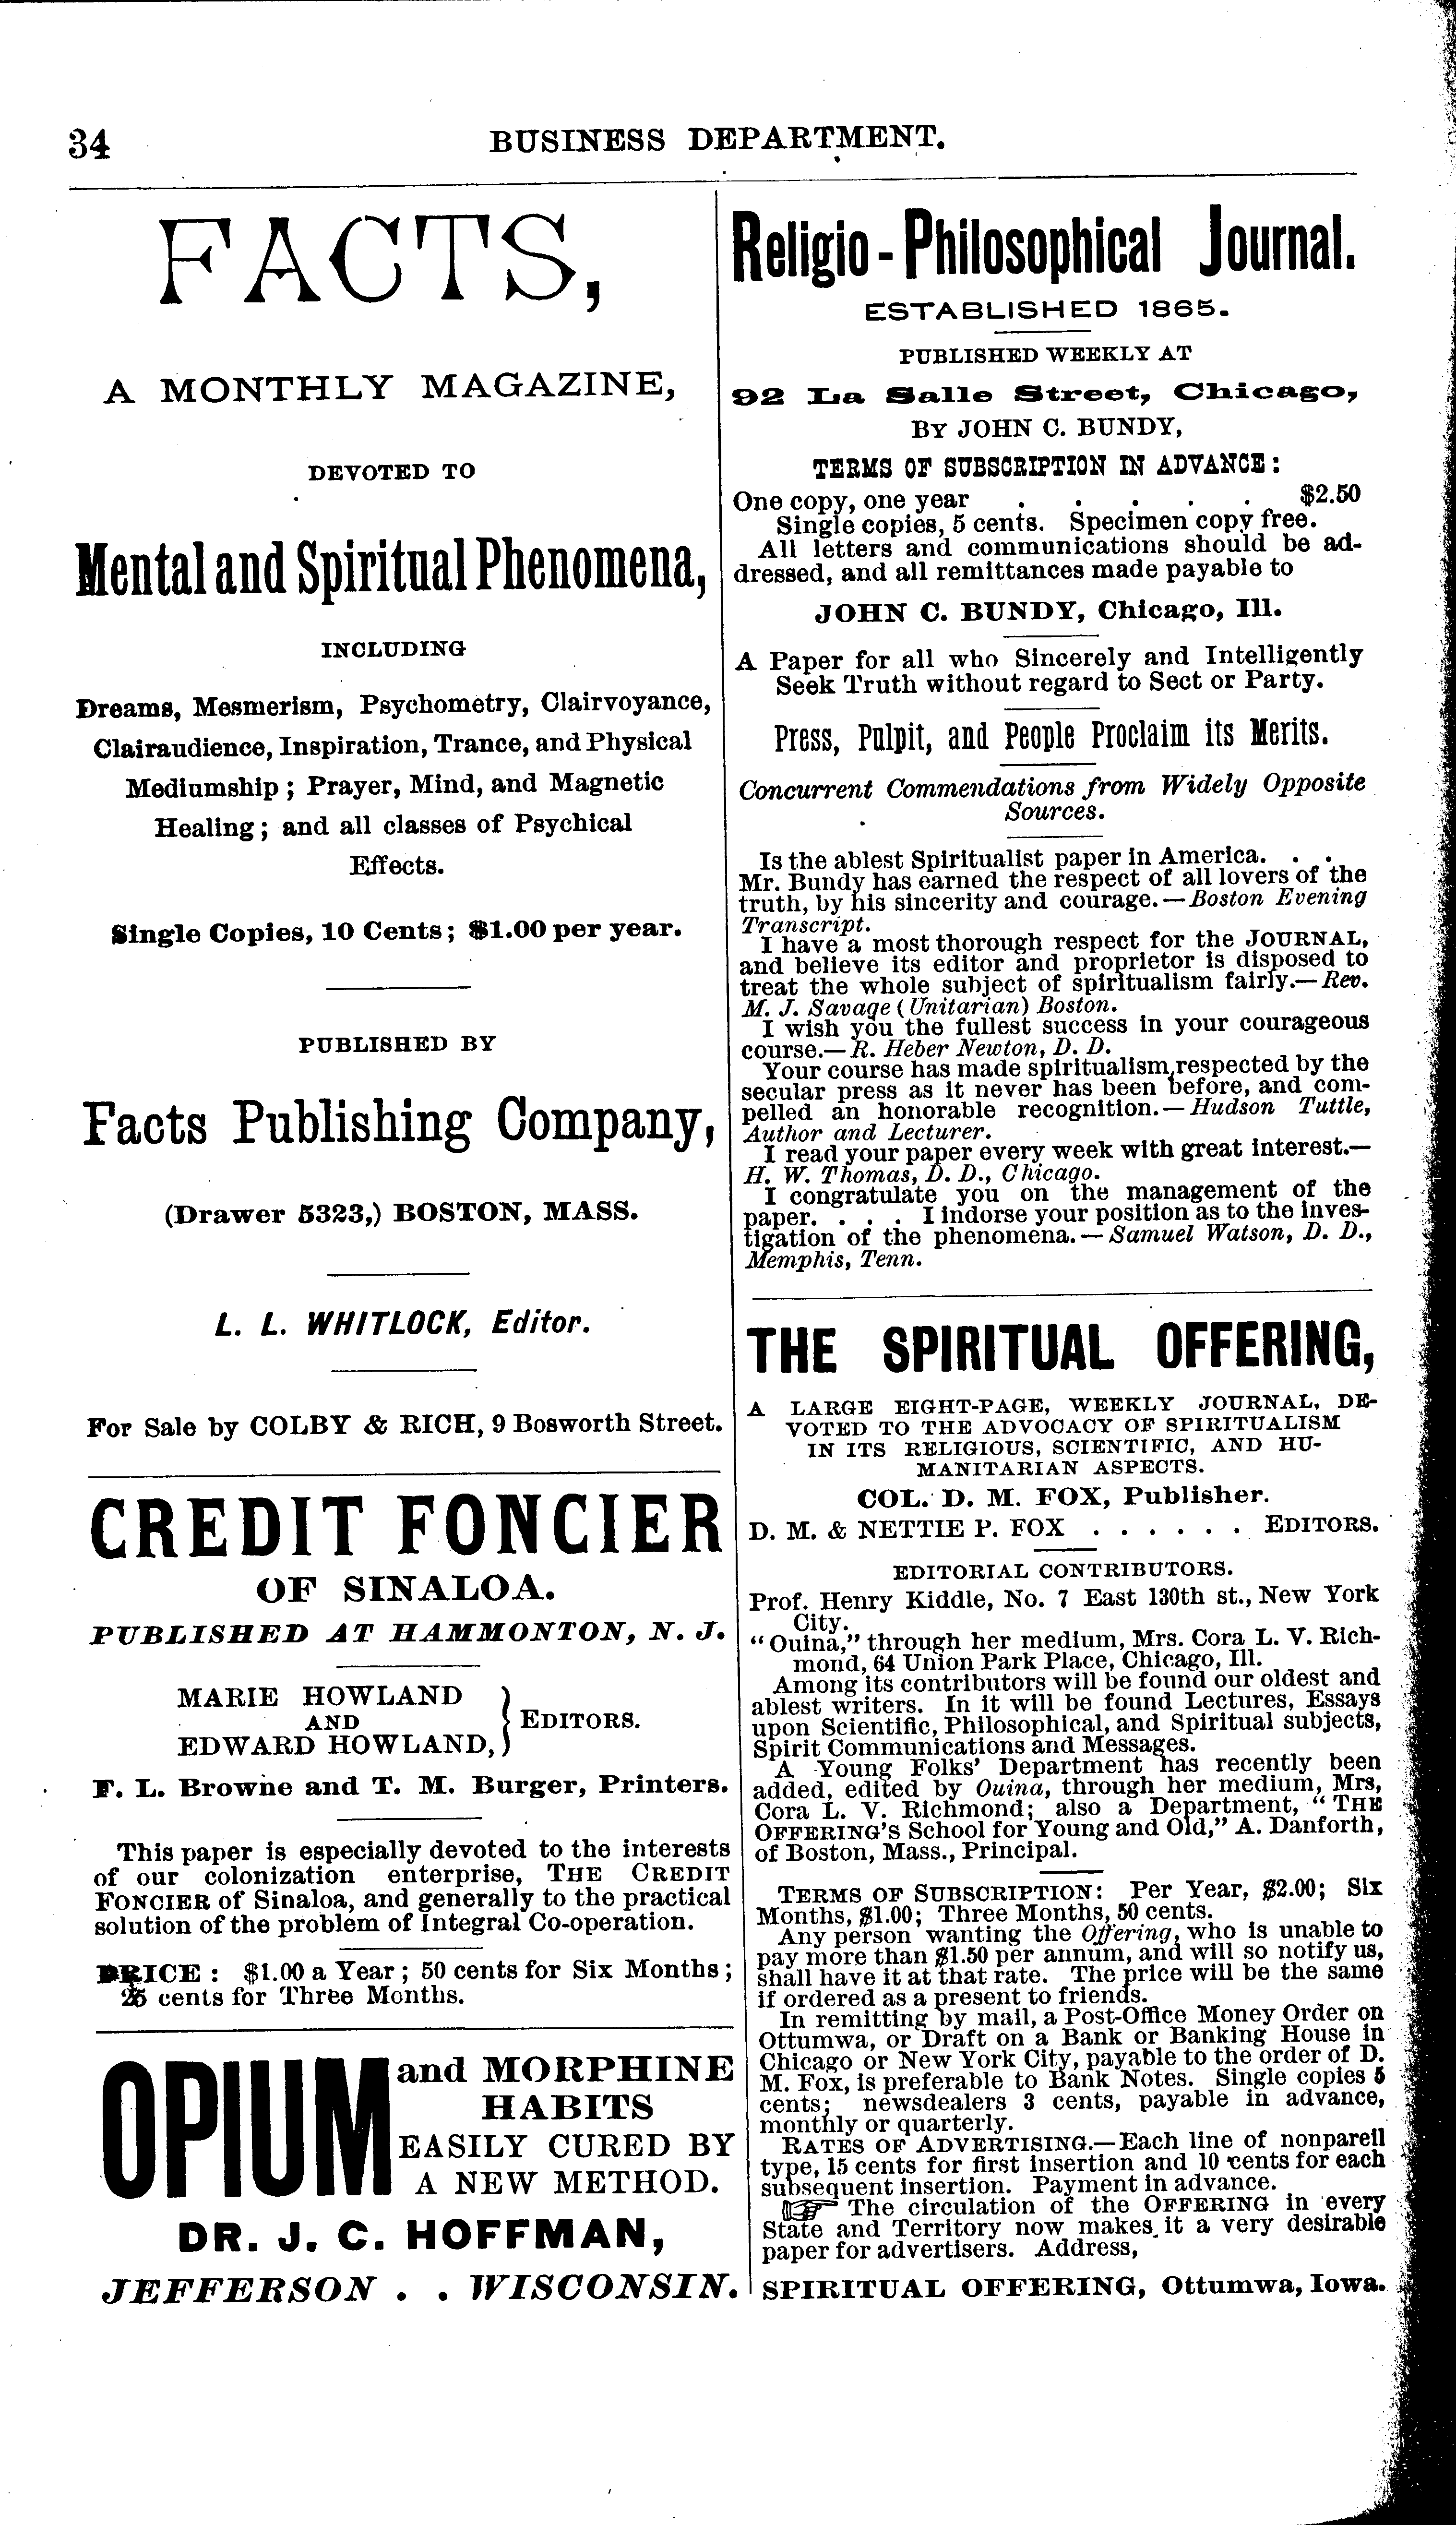 34
BUSINESS DEPARTMENT.
FACTS,
A MONTHLY MAGAZINE,
DEVOTED TO
Mental and Spiritual Phenomena,
INCLUDING
Dreams, Mesmerism, Psychometry, Clairvoyance,
Clairaudience, Inspiration, Trance, and Physical
Mediumship; Prayer, Mind, and Magnetic
Healing; and all classes of Psychical
Effects.
Single Copies, 10 Cents; $1.00 per year.
PUBLISHED BY
Facts Publishing Company,
(Drawer 5323,) BOSTON, MASS.
L. L. WHITLOCK, Editor.
For Sale by COLBY & RICH, 9 Bosworth Street.
CREDIT FONCIER
OF SINALOA.
PUBLISHED AT HAMMONTON, N. J.
MARIE HOWLAND
AND
EDWARD HOWLAND, } EDITORS.
F. L. Browne and T. M. Burger, Printers.
This paper is especially devoted to the interests
of our colonization enterprise, THE CREDIT
FONCIER of Sinaloa, and generally to the practical
solution of the problem of Integral Co-operation.
PRICE: $1.00 a Year; 50 cents for Six Months;
25 cents for Three Months.
OPIUM and MORPHINE
HABITS
EASILY CURED BY
A NEW METHOD.
DR. J. C. HOFFMAN,
JEFFERSON . . WISCONSIN.
Religio-Philosophical Journal.
ESTABLISHED 1865.
PUBLISHED WEEKLY AT
92 La Salle Street, Chicago,
BY JOHN C. BUNDY,
TERMS OF SUBSCRIPTION IN ADVANCE:
One copy, one year . . . . . $2.50
Single copies, 5 cents. Specimen copy free.
All letters and communications should be ad-
dressed, and all remittances made payable to
JOHN C. BUNDY, Chicago, Ill.
A Paper for all who Sincerely and Intelligently
Seek Truth without regard to Sect or Party.
Press, Pulpit, and People Proclaim its Merits.
Concurrent Commendations from Widely Opposite
Sources.
Is the ablest Spiritualist paper in America. . .
Mr. Bundy has earned the respect of all lovers of the
truth, by his sincerity and courage.—Boston Evening
Transcript.
I have a most thorough respect for the JOURNAL,
and believe its editor and proprietor is disposed to
treat the whole subject of spiritualism fairly.—Rev.
M. J. Savage (Unitarian) Boston.
I wish you the fullest success in your courageous
course.—R. Heber Newton, D. D.
Your course has made spiritualism respected by the
secular press as it never has been before, and com-
pelled an honorable recognition.—Hudson Tuttle,
Author and Lecturer.
I read your paper every week with great interest.—
H. W. Thomas, D. D., Chicago.
I congratulate you on the management of the
paper. . . . I indorse your position as to the inves-
tigation of the phenomena.—Samuel Watson, D. D.,
Memphis, Tenn.
THE SPIRITUAL OFFERING,
A LARGE EIGHT-PAGE, WEEKLY JOURNAL, DE-
VOTED TO THE ADVOCACY OF SPIRITUALISM
IN ITS RELIGIOUS, SCIENTIFIC, AND HU-
MANITARIAN ASPECTS.
COL. D. M. FOX, Publisher.
D. M. & NETTIE P. FOX . . . . . . EDITORS.
EDITORIAL CONTRIBUTORS.
Prof. Henry Kiddle, No. 7 East 130th st., New York
City.
"Ouina," through her medium, Mrs. Cora L. V. Rich-
mond, 64 Union Park Place, Chicago, Ill.
Among its contributors will be found our oldest and
ablest writers. In it will be found Lectures, Essays
upon Scientific, Philosophical, and Spiritual subjects,
Spirit Communications and Messages.
A Young Folks' Department has recently been
added, edited by Ouina, through her medium, Mrs,
Cora L. V. Richmond; also a Department, "THE
OFFERING'S School for Young and Old," A. Danforth,
of Boston, Mass., Principal.
TERMS OF SUBSCRIPTION: Per Year, $2.00; Six
Months, $1.00; Three Months, 50 cents.
Any person wanting the Offering, who is unable to
pay more than $1.50 per annum, and will so notify us,
shall have it at that rate. The price will be the same
if ordered as a present to friends.
In remitting by mail, a Post-Office Money Order on
Ottumwa, or Draft on a Bank or Banking House in
Chicago or New York City, payable to the order of D.
M. Fox, is preferable to Bank Notes. Single copies 5
cents; newsdealers 3 cents, payable in advance,
monthly or quarterly.
RATES OF ADVERTISING.—Each line of nonpareil
type, 15 cents for first insertion and 10 cents for each
subsequent insertion. Payment in advance.
☞ The circulation of the OFFERING in every
State and Territory now makes it a very desirable
paper for advertisers. Address,
SPIRITUAL OFFERING, Ottumwa, Iowa.